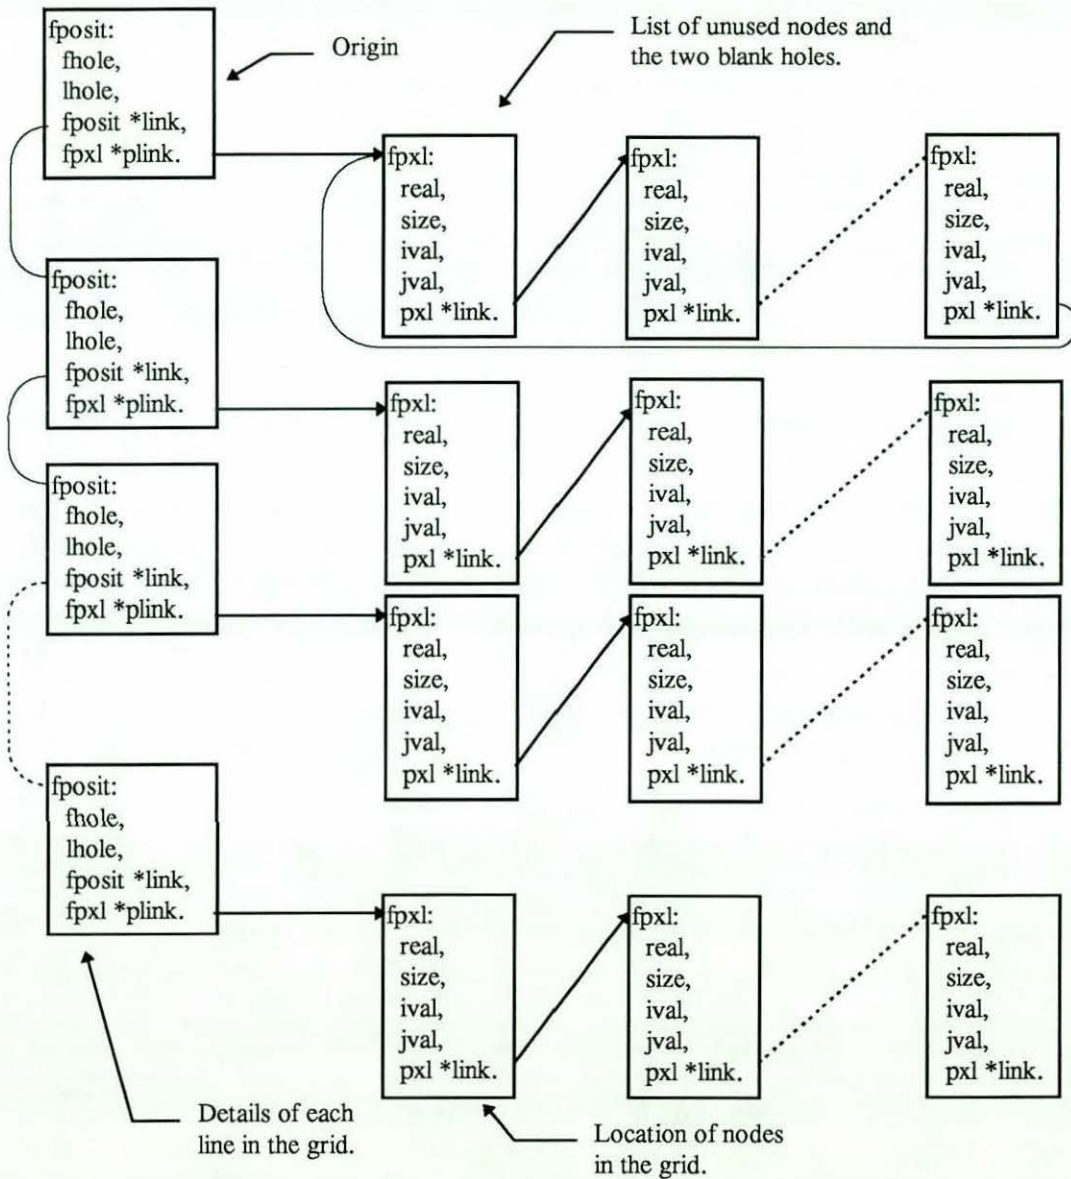 fposit:
fhole,
lhole,
fposit *link,
fpxl *plink.
Origin
List of unused nodes and
the two blank holes.
fpxl:
real,
size,
ival,
jval,
pxl *link.
fpxl:
real,
size,
ival,
jval,
pxl *link.
fpxl:
real,
size,
ival,
jval,
pxl *link.
fposit:
fhole,
lhole,
fposit *link,
fpxl *plink.
fpxl:
real,
size,
ival,
jval,
pxl *link.
fpxl:
real,
size,
ival,
jval,
pxl *link.
fpxl:
real,
size,
ival,
jval,
pxl *link.
fposit:
fhole,
lhole,
fposit *link,
fpxl *plink.
fpxl:
real,
size,
ival,
jval,
pxl *link.
fpxl:
real,
size,
ival,
jval,
pxl *link.
fpxl:
real,
size,
ival,
jval,
pxl *link.
fposit:
fhole,
lhole,
fposit *link,
fpxl *plink.
fpxl:
real,
size,
ival,
jval,
pxl *link.
fpxl:
real,
size,
ival,
jval,
pxl *link.
fpxl:
real,
size,
ival,
jval,
pxl *link.
Details of each
line in the grid.
Location of nodes
in the grid.